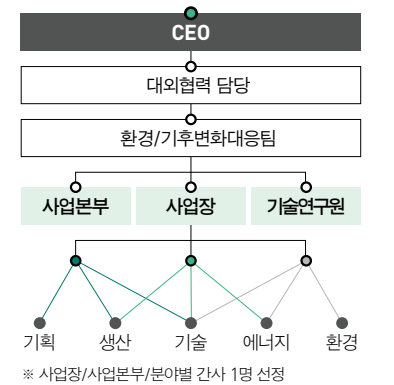 CEO
대외협력 담당
환경/기후변화대응팀
사업본부 사업장 기술연구원
기획 생산 기술 에너지 환경
※ 사업장/사업본부/분야별 간사 1명 선정